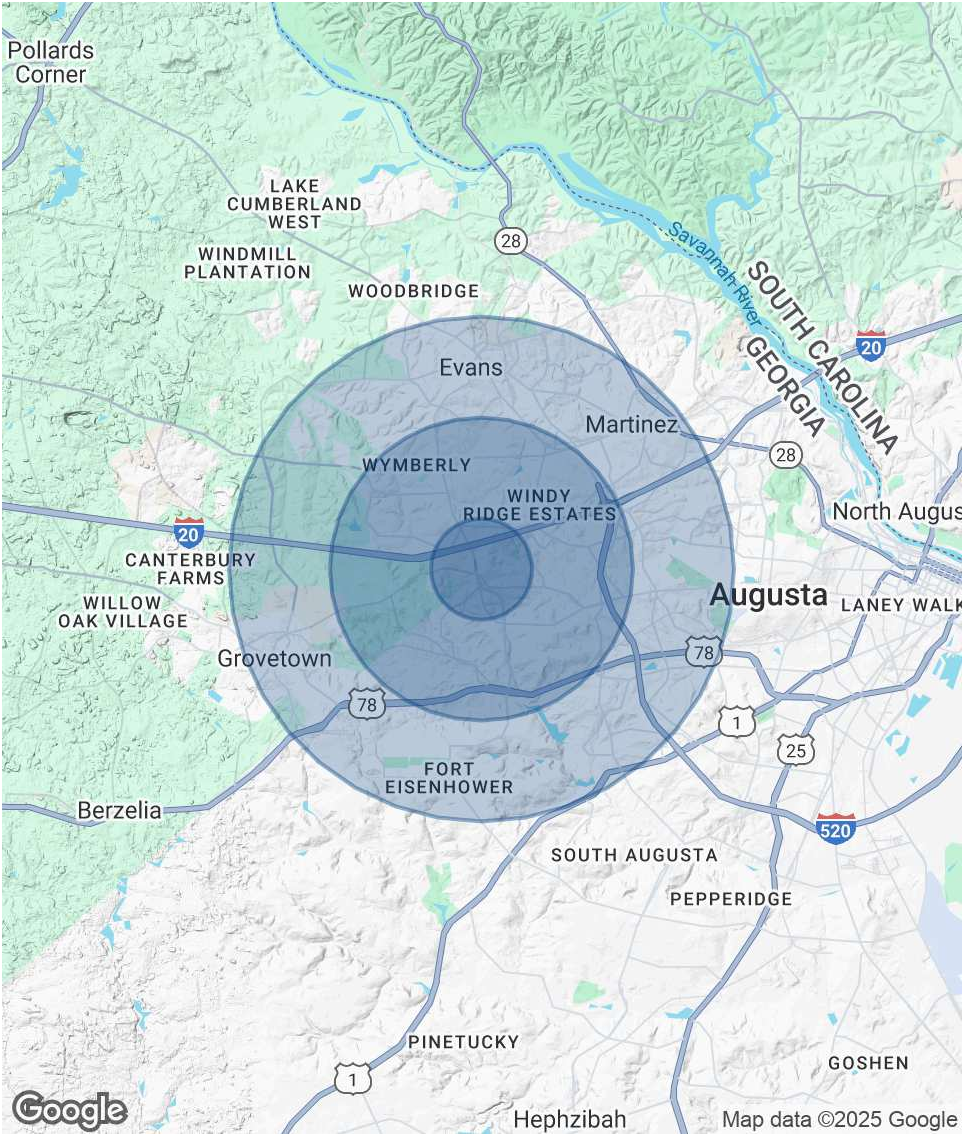 Pollards
Corner
LAKE
CUMBERLAND
WEST
28
WINDMILL
PLANTATION
WOODBRIDGE
Savannah River
SOUTH CAROLINA
GEORGIA
20
Evans
Martinez
28
WYMBERLY
WINDY
RIDGE ESTATES
North Augus
20
CANTERBURY
FARMS
WILLOW
OAK VILLAGE
Augusta
LANEY WALK
Grovetown
78
78
1
25
FORT
EISENHOWER
Berzelia
520
SOUTH AUGUSTA
PEPPERIDGE
PINETUCKY
GOSHEN
1
Google
Hephzibah
Map data ©2025 Google